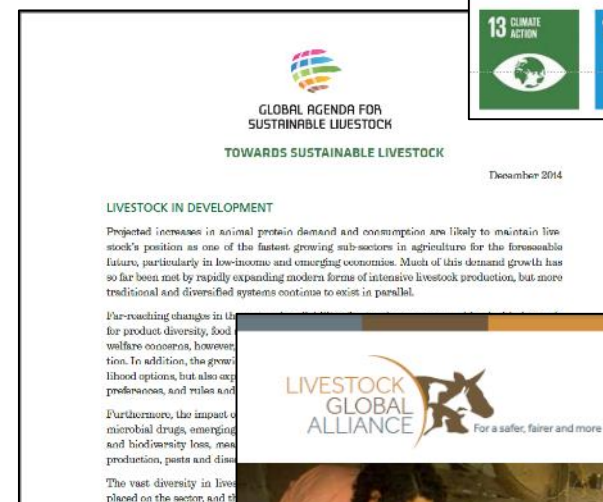 13 CLIMATE
ACTION
GLOBAL AGENDA FOR
SUSTAINABLE LIVESTOCK
TOWARDS SUSTAINABLE LIVESTOCK
December 2014
LIVESTOCK IN DEVELOPMENT
Projected increases in animal protein demand and consumption are likely to maintain live
stock's position as one of the fastest growing sub-sectors in agriculture for the foreseeable
future, particularly in low-income and emerging economies. Much of this demand growth has
so far been met by rapidly expanding modern forms of intensive livestock production, but more
traditional and diversified systems continue to exist in parallel.
Far-reaching changes in th
for product diversity, food
welfare concerns, however,
tion. In addition, the growi
lihood options, but also exp
preferences, and rules and
Furthermore, the impact o
microbial drugs, emerging
and biodiversity loss, mea
production, pests and disea
The vast diversity in lives
placed on the sector, and th
LIVESTOCK
GLOBAL
ALLIANCE
For a safer, fairer and more